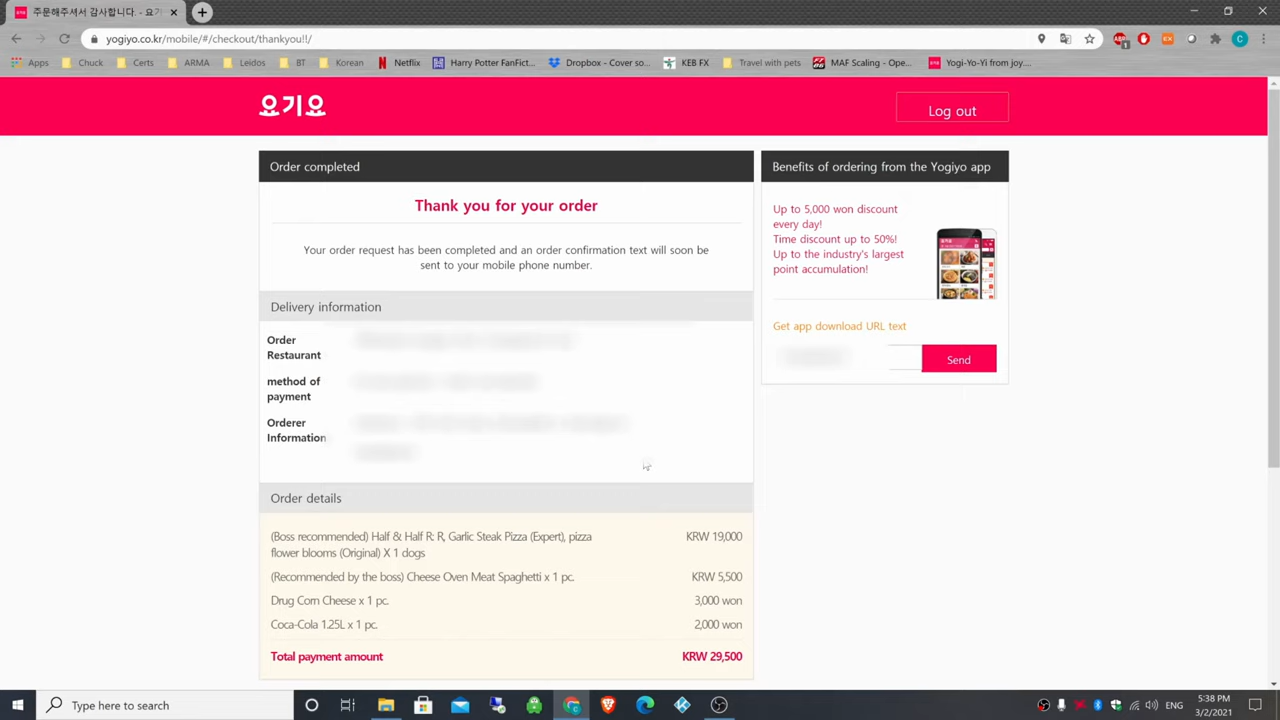 주문해주셔서 감사합니다. - 요기
yogiyo.co.kr/mobile/#/checkout/thankyou!!/
Apps Chuck Certs ARMA Leidos BT Korean Netflix Harry Potter FanFictio... Dropbox - Cover so... KEB FX Travel with pets MAF Scaling - Ope... Yogi-Yo-Yi from joy....
요기요
Log out
Order completed
Thank you for your order
Your order request has been completed and an order confirmation text will soon be
sent to your mobile phone number.
Delivery information
Order
Restaurant
method of
payment
Orderer
Information
Order details
(Boss recommended) Half & Half R: R, Garlic Steak Pizza (Expert), pizza KRW 19,000
flower blooms (Original) X 1 dogs
(Recommended by the boss) Cheese Oven Meat Spaghetti x 1 pc. KRW 5,500
Drug Corn Cheese x 1 pc. 3,000 won
Coca-Cola 1.25L x 1 pc. 2,000 won
Total payment amount KRW 29,500
Benefits of ordering from the Yogiyo app
Up to 5,000 won discount
every day!
Time discount up to 50%!
Up to the industry's largest
point accumulation!
Get app download URL text
Send
Type here to search
ENG
5:38 PM
3/2/2021